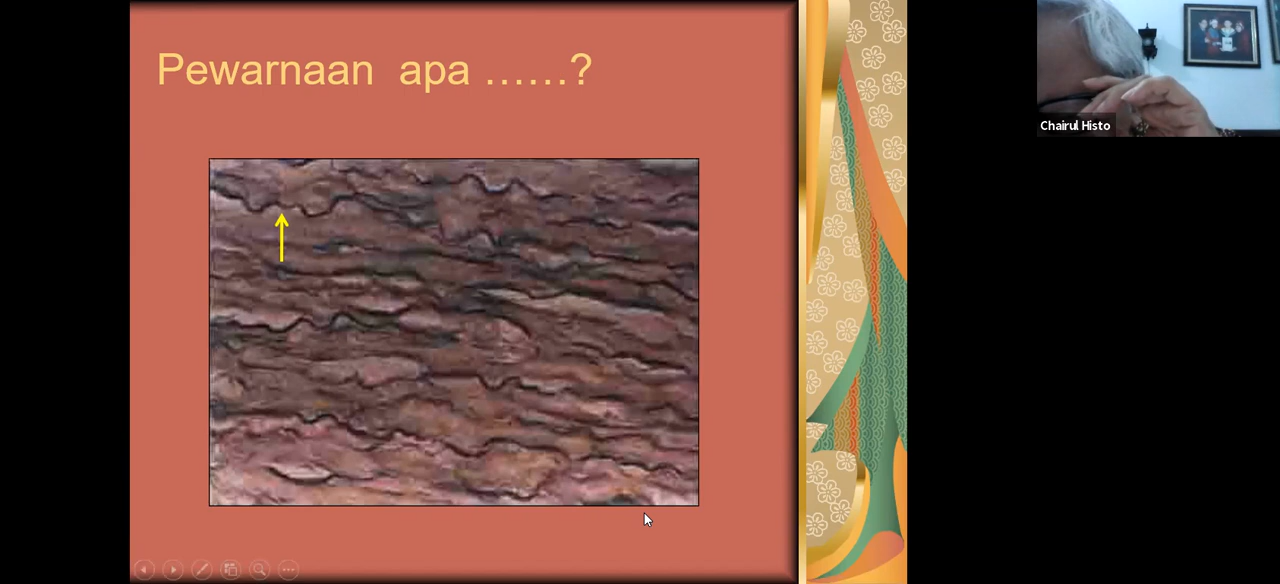 Pewarnaan apa ......?
Chairul Histo